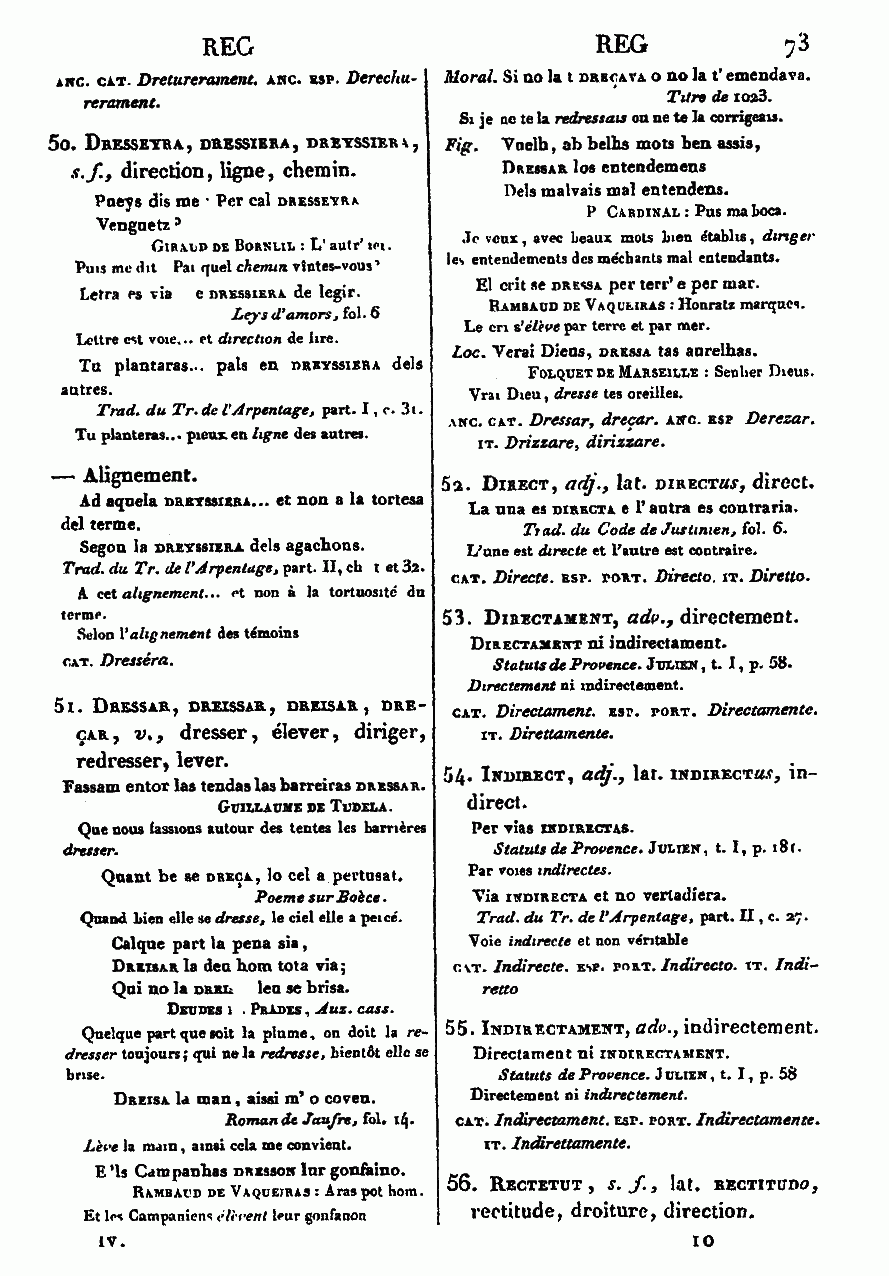 REG
REG 73
ANC. CAT. Dreturerament. ANC. ESP. Derechu-
rerament.
50. DRESSEYRA, DRESSIERA, DREYSSIERA,
s. f., direction, ligne, chemin.
Pueys dis me · Per cal DRESSEYRA
Venguetz?
GIRAUD DE BORNEIL : L'autr'ier.
Puis me dit Par quel chemin vîntes-vous?
Letra es via e DRESSIERA de legir.
Leys d'amors, fol. 6
Lettre est voie... et direction de lire.
Tu plantaras... pals en DREYSSIERA dels
autres.
Trad. du Tr. de l'Arpentage, part. I, c. 31.
Tu planteras... pieux en ligne des autres.
— Alignement.
Ad aquela DREYSSIERA... et non a la tortesa
del terme.
Segon la DREYSSIERA dels agachons.
Trad. du Tr. de l'Arpentage, part. II, ch 1 et 32.
A cet alignement... et non à la tortuosité du
terme.
Selon l'alignement des témoins
CAT. Dresséra.
51. DRESSAR, DREISSAR, DREISAR, DRE-
ÇAR, v., dresser, élever, diriger,
redresser, lever.
Fassam entor las tendas las barreiras DRESSAR.
GUILLAUME DE TUDELA.
Que nous fassions autour des tentes les barrières
dresser.
Quant be se DREÇA, lo cel a pertusat.
Poeme sur Boèce.
Quand bien elle se dresse, le ciel elle a percé.
Calque part la pena sia,
DREISAR la deu hom tota via;
Qui no la leu se brisa.
DEUDES PRADES, Aux. cass.
Quelque part que soit la plume, on doit la re-
dresser toujours; qui ne la redresse, bientôt elle se
brise.
DREISA la man, aissi m'o coven.
Roman de Jaufre, fol. 14.
Lève la main, ainsi cela me convient.
E'ls Campanhas DRESSON lur gonfaino.
RAMBAUD DE VAQUEIRAS : Aras pot hom.
Et les Campaniens élèvent leur gonfanon
IV.
Moral. Si no la t DREÇAVA o no la t'emendava.
Titre de 1023.
Si je ne te la redressais ou ne te la corrigeais.
Fig. Vuelh, ab belhs mots ben assis,
DRESSAR los entendemens
Dels malvais mal entendens.
P CARDINAL : Pus ma boca.
Je veux, avec beaux mots bien établis, diriger
les entendements des méchants mal entendants.
El crit se DRESSA per terr'e per mar.
RAMBAUD DE VAQUEIRAS : Honratz marques.
Le cri s'élève par terre et par mer.
Loc. Verai Dieus, DRESSA tas aurelhas.
FOLQUET DE MARSEILLE : Senher Dieus.
Vrai Dieu, dresse tes oreilles.
ANC. CAT. Dressar, dreçar. ANC. ESP Derezar.
IT. Drizzare, dirizzare.
52. DIRECT, adj., lat. DIRECTus, direct.
La una es DIRECTA e l'autra es contraria.
Trad. du Code de Justinien, fol. 6.
L'une est directe et l'autre est contraire.
CAT. Directe. ESP. PORT. Directo. IT. Diretto.
53. DIRECTAMENT, adv., directement.
DIRECTAMENT ni indirectament.
Statuts de Provence. JULIEN, t. I, p. 58.
Directement ni indirectement.
CAT. Directament. ESP. PORT. Directamente.
IT. Direttamente.
54. INDIRECT, adj., lat. INDIRECTus, in-
direct.
Per vias INDIRECTAS.
Statuts de Provence. JULIEN, t. I, p. 181.
Par voies indirectes.
Via INDIRECTA et no vertadiera.
Trad. du Tr. de l'Arpentage, part. II, c. 27.
Voie indirecte et non véritable
CAT. Indirecte. ESP. PORT. Indirecto. IT. Indi-
retto
55. INDIRECTAMENT, adv., indirectement.
Directament ni INDIRECTAMENT.
Statuts de Provence. JULIEN, t. I, p. 58
Directement ni indirectement.
CAT. Indirectament. ESP. PORT. Indirectamente.
IT. Indirettamente.
56. RECTETUT, s. f., lat. RECTITUDO,
rectitude, droiture, direction.
10